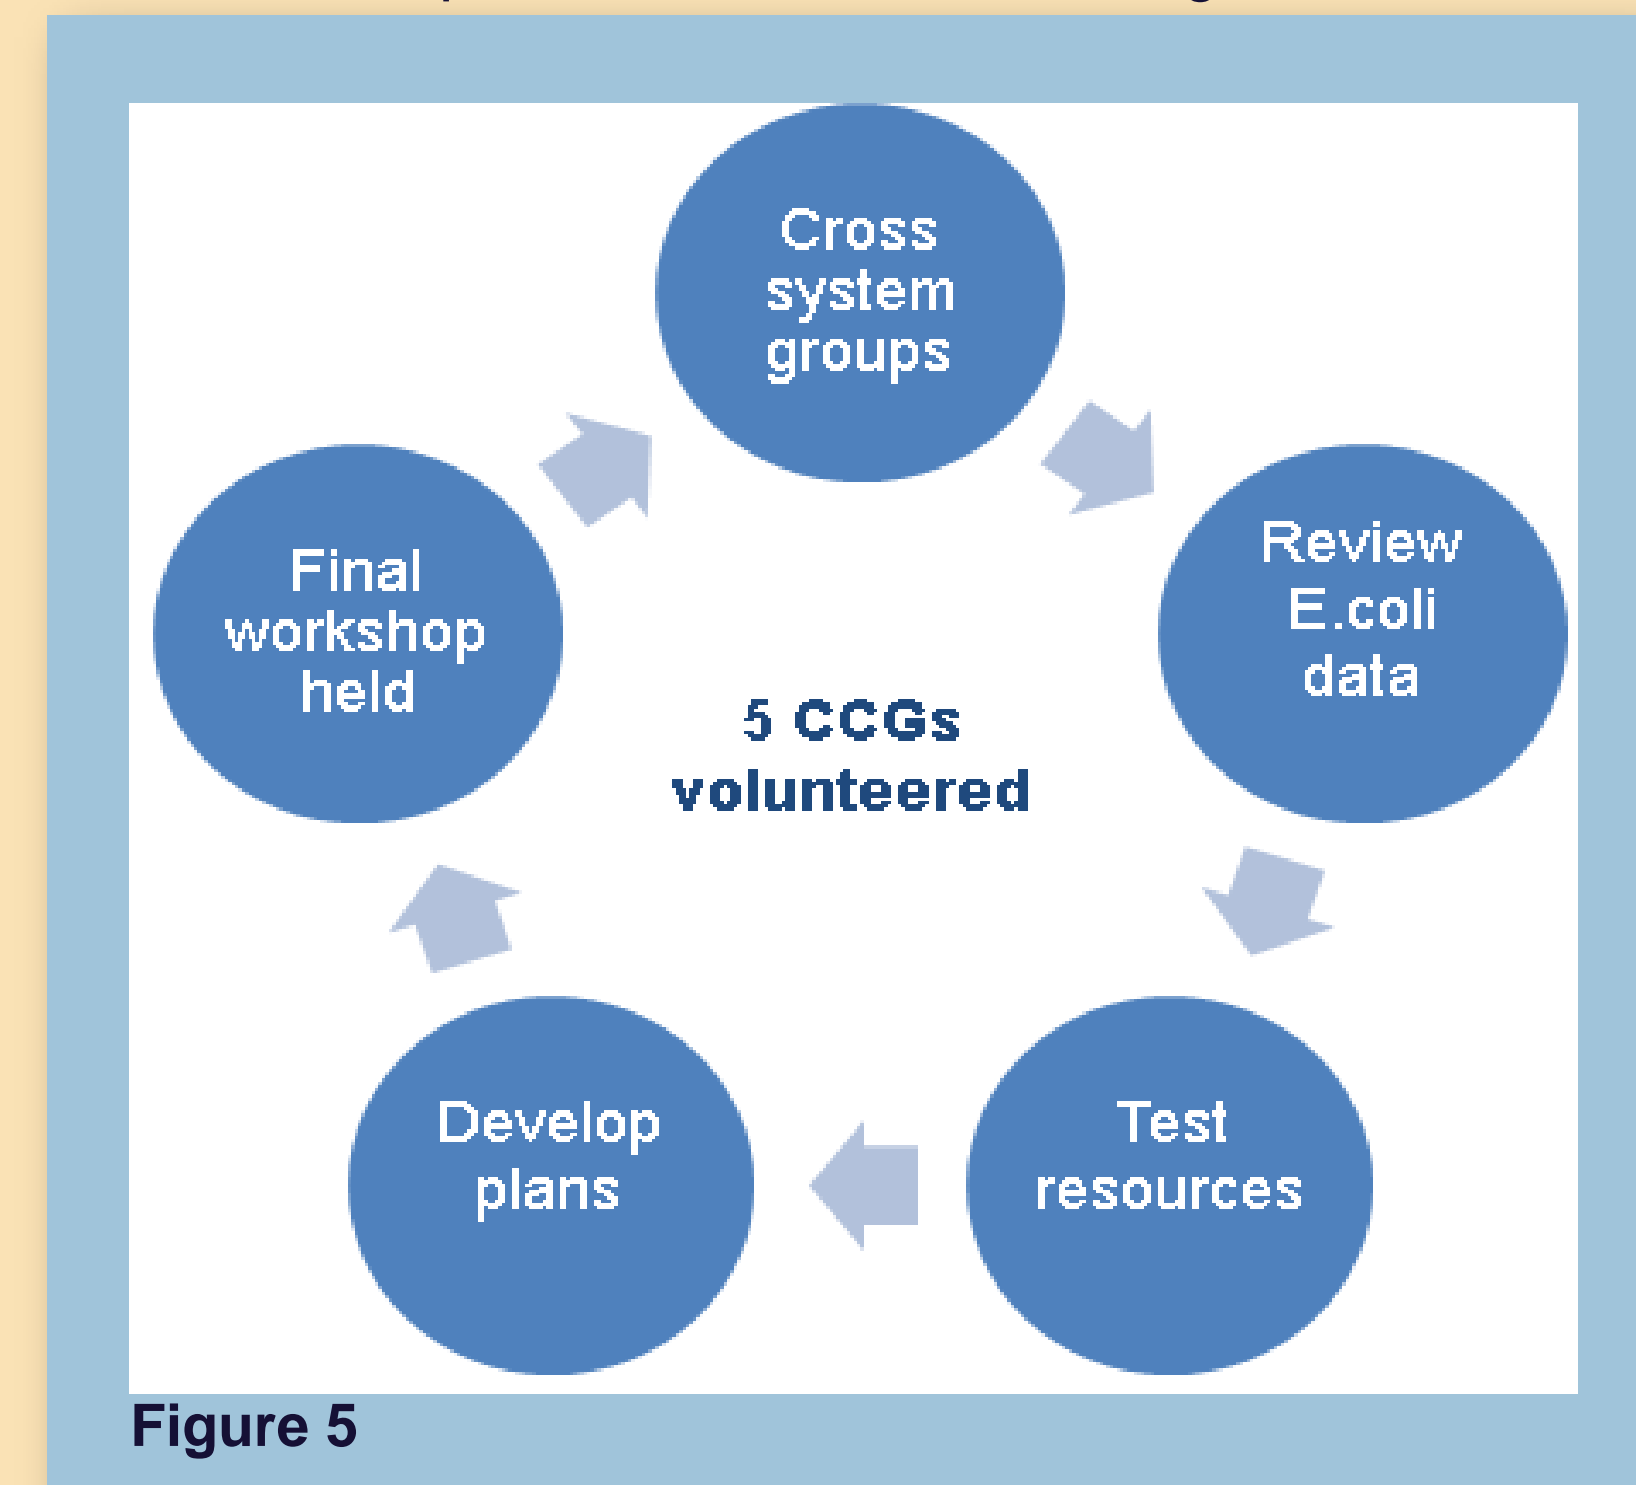 Cross
system
groups
Review
E.coli
data
Test
resources
Develop
plans
Final
workshop
held
5 CCGs
volunteered
Figure 5